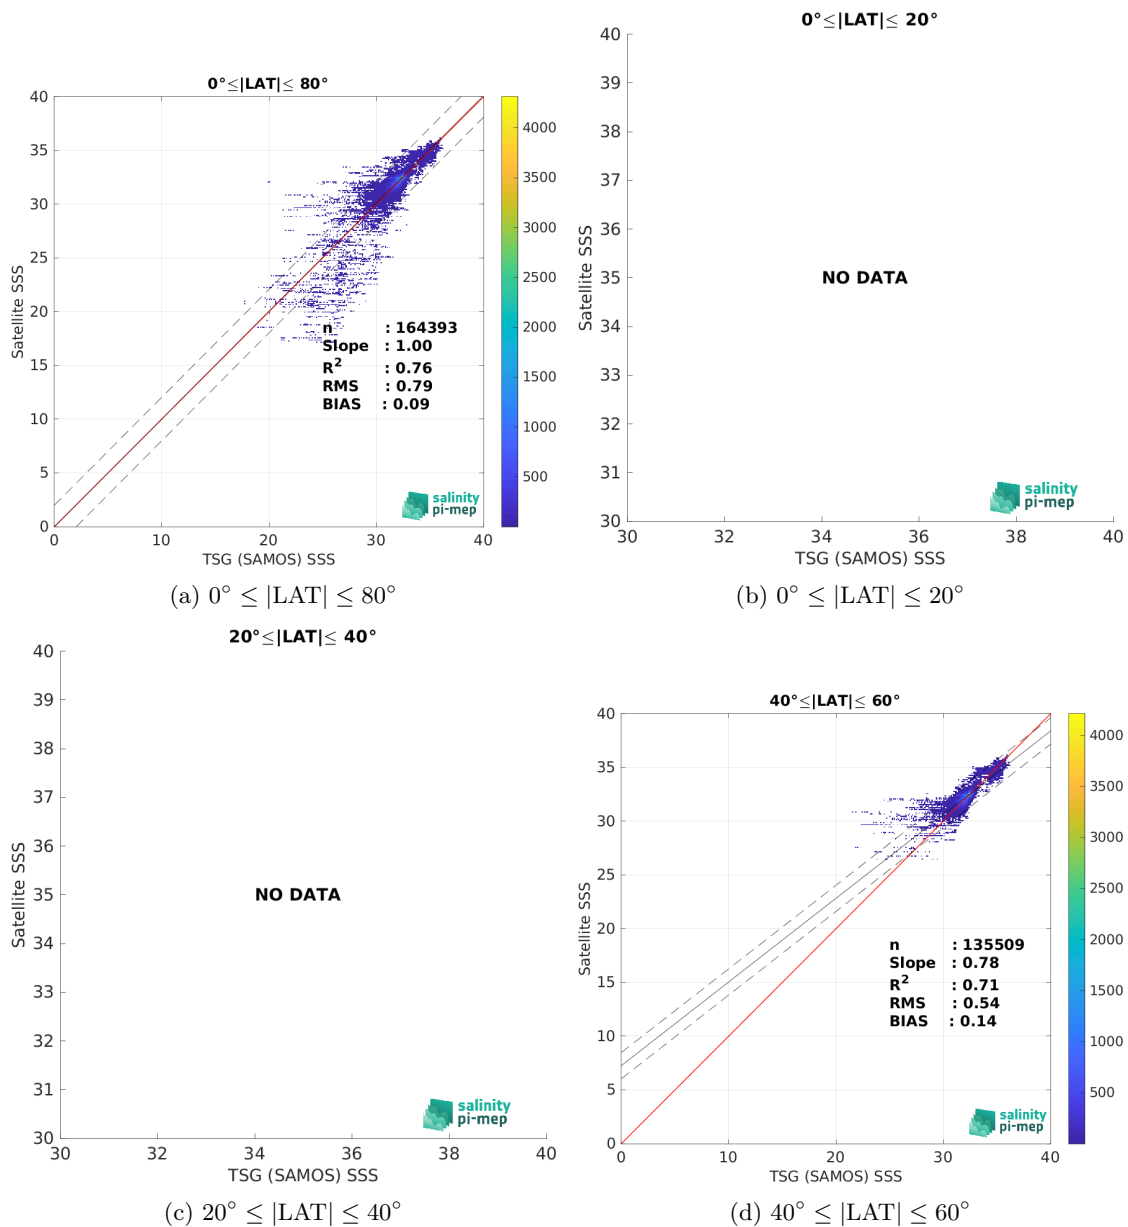 0°≤|LAT|≤ 80°
40
35
30
25
20
15
10
5
0
0
10
20
30
40
Satellite SSS
TSG (SAMOS) SSS
n : 164393
Slope : 1.00
R² : 0.76
RMS : 0.79
BIAS : 0.09
salinity
pi-mep
4000
3500
3000
2500
2000
1500
1000
500
(a) 0° ≤ |LAT| ≤ 80°
0°≤|LAT|≤ 20°
40
39
38
37
36
35
34
33
32
31
30
30
32
34
36
38
40
Satellite SSS
TSG (SAMOS) SSS
NO DATA
salinity
pi-mep
(b) 0° ≤ |LAT| ≤ 20°
20°≤|LAT|≤ 40°
40
39
38
37
36
35
34
33
32
31
30
30
32
34
36
38
40
Satellite SSS
TSG (SAMOS) SSS
NO DATA
salinity
pi-mep
(c) 20° ≤ |LAT| ≤ 40°
40°≤|LAT|≤ 60°
40
35
30
25
20
15
10
5
0
0
10
20
30
40
Satellite SSS
TSG (SAMOS) SSS
n : 135509
Slope : 0.78
R² : 0.71
RMS : 0.54
BIAS : 0.14
salinity
pi-mep
4000
3500
3000
2500
2000
1500
1000
500
(d) 40° ≤ |LAT| ≤ 60°